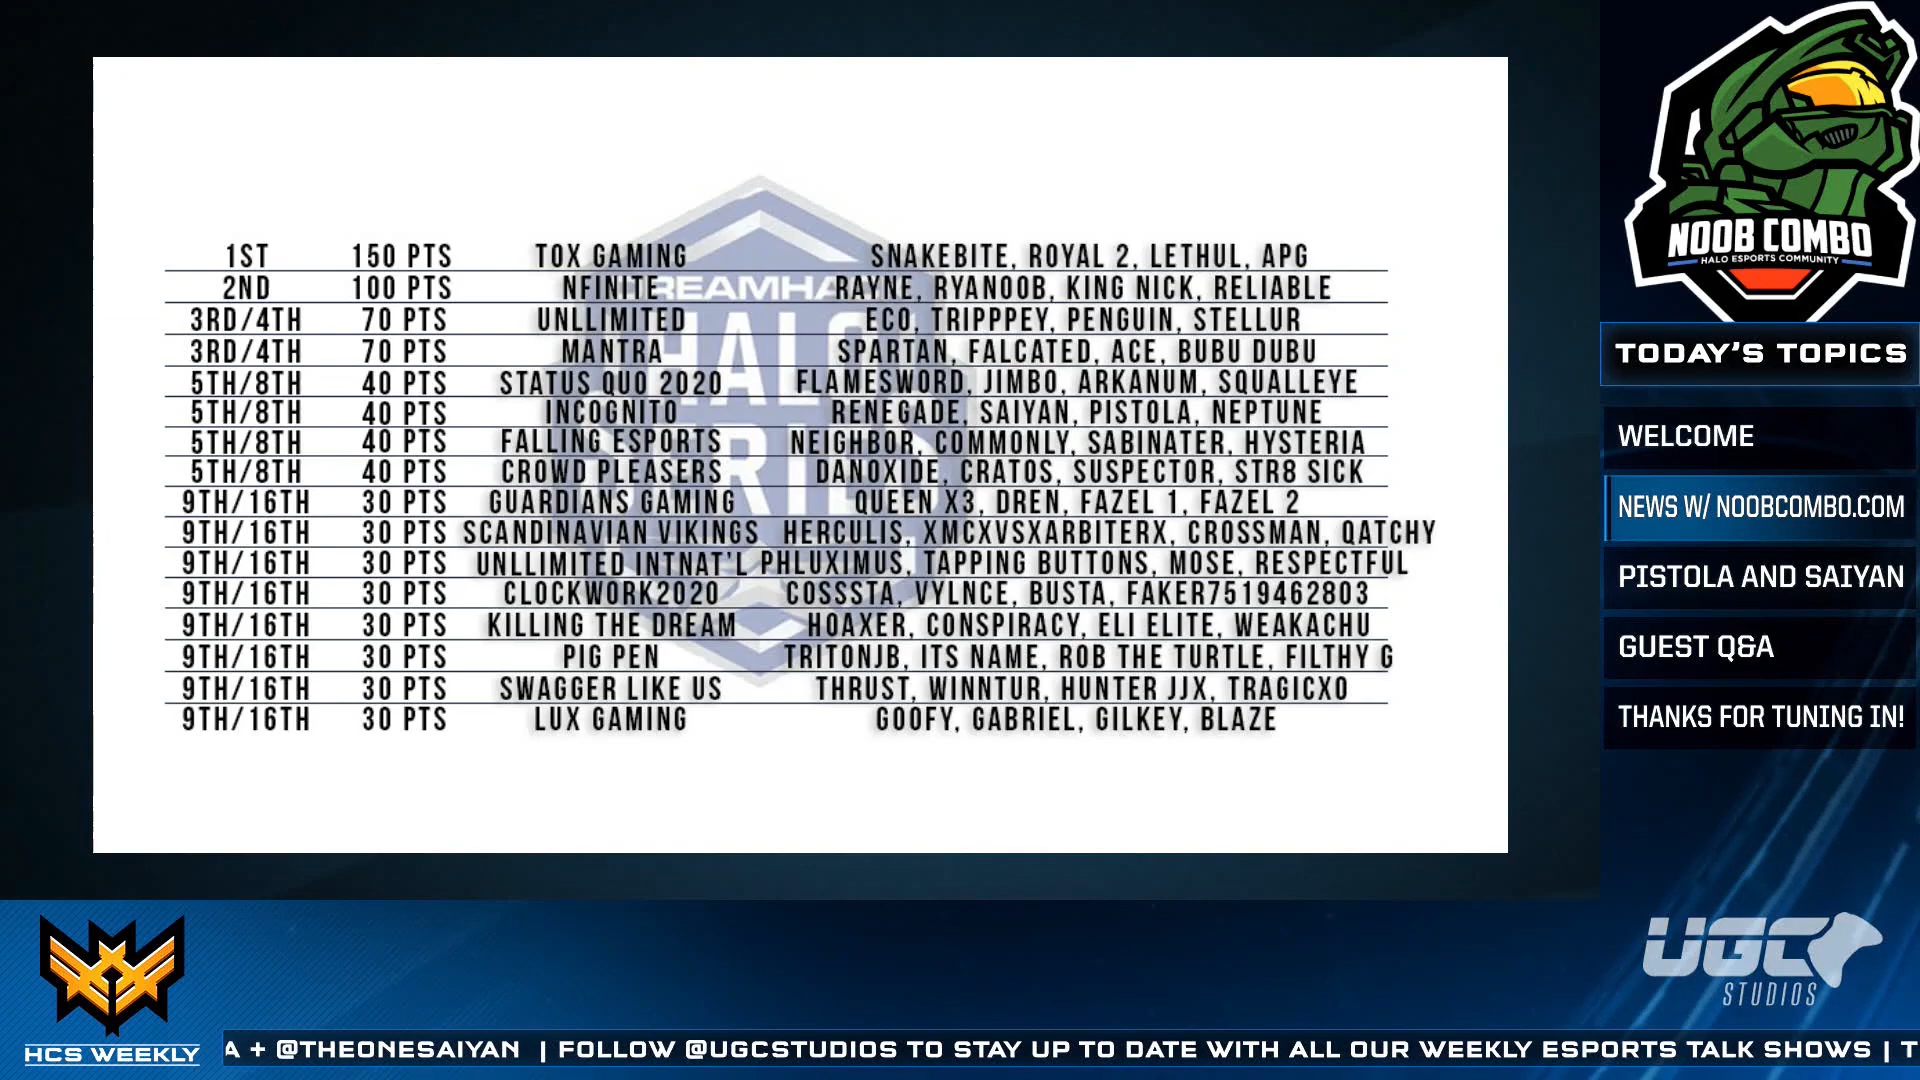 1ST 150 PTS TOX GAMING SNAKEBITE, ROYAL 2, LETHUL, APG
2ND 100 PTS NFINITE RAYNE, RYANOOB, KING NICK, RELIABLE
3RD/4TH 70 PTS UNLLIMITED ECO, TRIPPPEY, PENGUIN, STELLUR
3RD/4TH 70 PTS MANTRA SPARTAN, FALCATED, ACE, BUBU DUBU
5TH/8TH 40 PTS STATUS QUO 2020 FLAMESWORD, JIMBO, ARKANUM, SQUALLEYE
5TH/8TH 40 PTS INCOGNITO RENEGADE, SAIYAN, PISTOLA, NEPTUNE
5TH/8TH 40 PTS FALLING ESPORTS NEIGHBOR, COMMONLY, SABINATER, HYSTERIA
5TH/8TH 40 PTS CROWD PLEASERS DANOXIDE, CRATOS, SUSPECTOR, STR8 SICK
9TH/16TH 30 PTS GUARDIANS GAMING QUEEN X3, DREN, FAZEL 1, FAZEL 2
9TH/16TH 30 PTS SCANDINAVIAN VIKINGS HERCULIS, XMCXVSXARBITERX, CROSSMAN, QATCHY
9TH/16TH 30 PTS UNLLIMITED INTNAT'L PHLUXIMUS, TAPPING BUTTONS, MOSE, RESPECTFUL
9TH/16TH 30 PTS CLOCKWORK2020 COSSSTA, VYLNCE, BUSTA, FAKER7519462803
9TH/16TH 30 PTS KILLING THE DREAM HOAXER, CONSPIRACY, ELI ELITE, WEAKACHU
9TH/16TH 30 PTS PIG PEN TRITONJB, ITS NAME, ROB THE TURTLE, FILTHY G
9TH/16TH 30 PTS SWAGGER LIKE US THRUST, WINNTUR, HUNTER JJX, TRAGICXO
9TH/16TH 30 PTS LUX GAMING GOOFY, GABRIEL, GILKEY, BLAZE
HALO
NOOB COMBO
HALO ESPORTS COMMUNITY
TODAY'S TOPICS
WELCOME
NEWS W/ NOOBCOMBO.COM
PISTOLA AND SAIYAN
GUEST Q&A
THANKS FOR TUNING IN!
UGC
STUDIOS
HCS WEEKLY
A + @THEONESAIYAN | FOLLOW @UGCSTUDIOS TO STAY UP TO DATE WITH ALL OUR WEEKLY ESPORTS TALK SHOWS | T